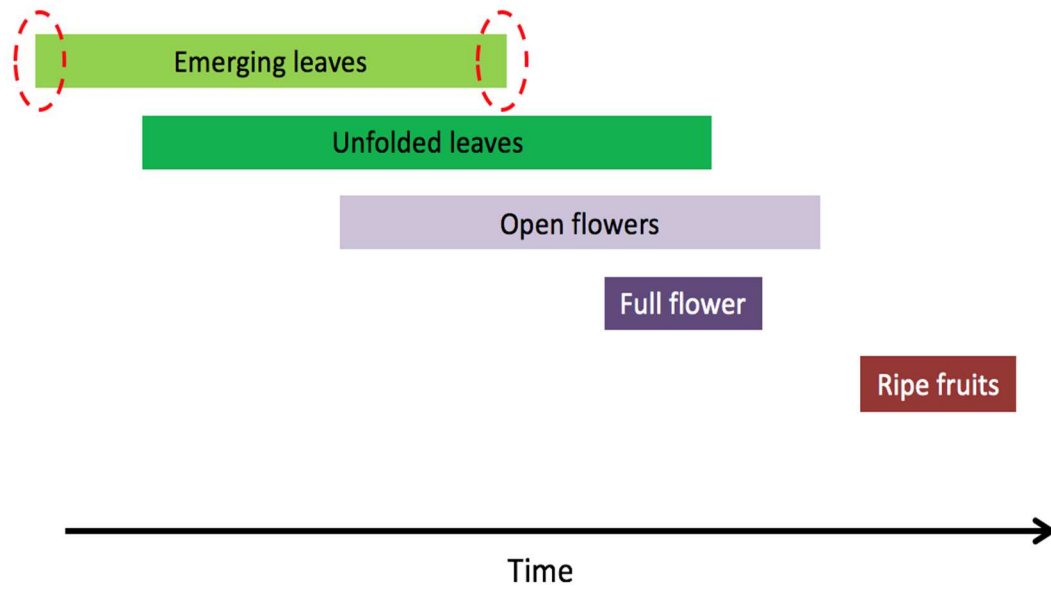 Emerging leaves
Unfolded leaves
Open flowers
Full flower
Ripe fruits
Time